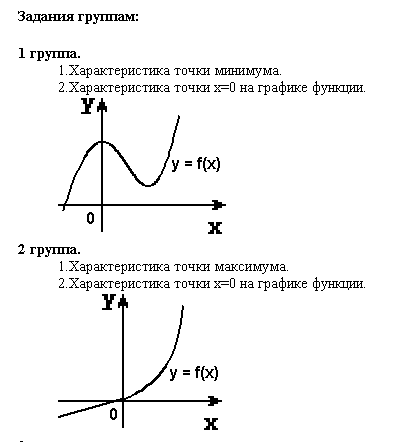 Задания группам:
1 группа.
1.Характеристика точки минимума.
2.Характеристика точки х=0 на графике функции.
y
y = f(x)
0
x
2 группа.
1.Характеристика точки максимума.
2.Характеристика точки х=0 на графике функции.
y
y = f(x)
0
x